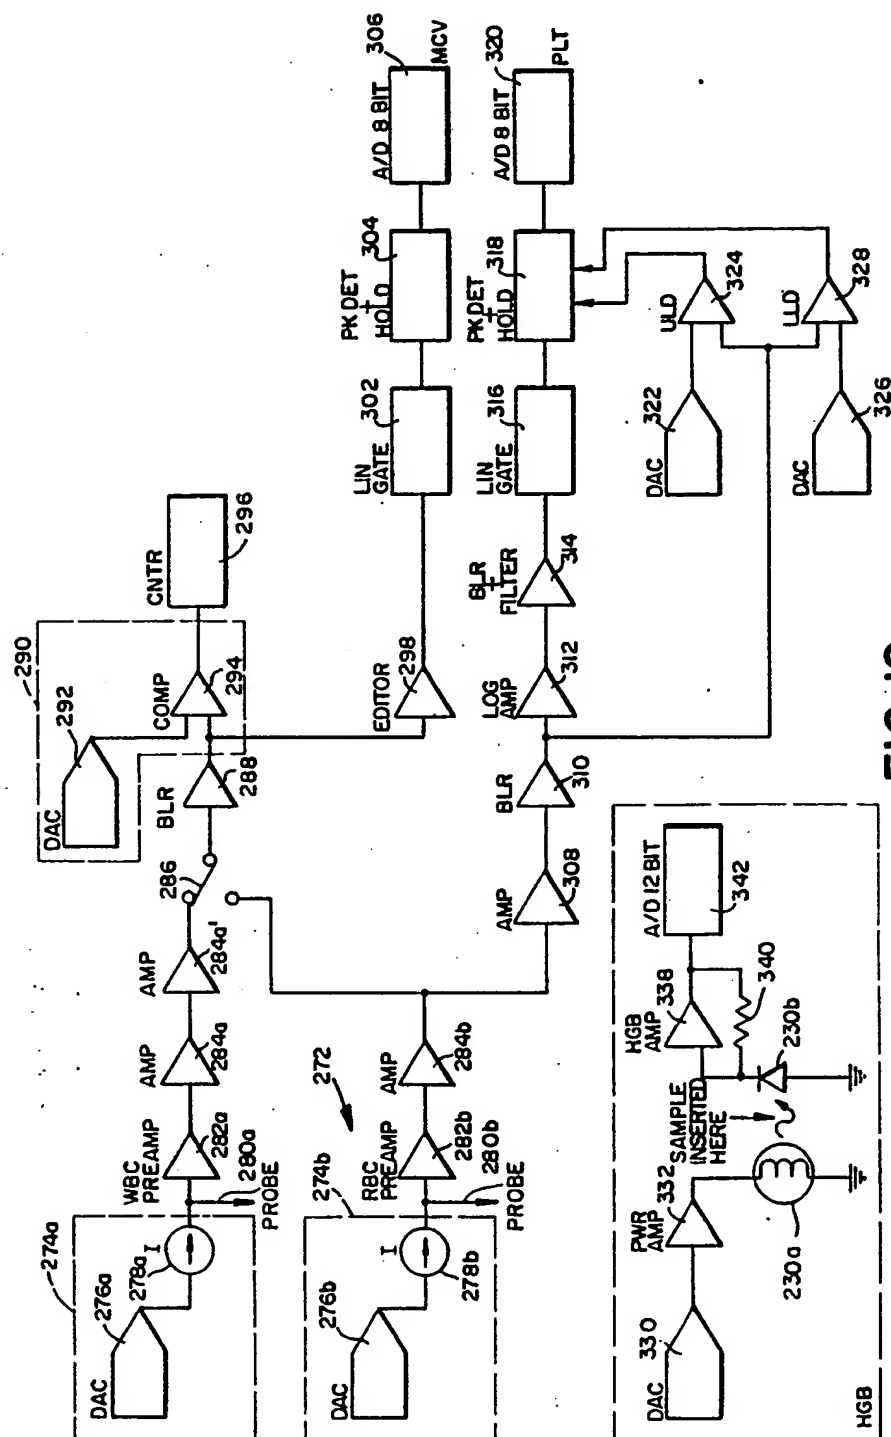 274a
DAC
276a
278a
I
280a
PROBE
WBC
PREAMP
282a
AMP
284a
AMP
284a'
286
BLR
288
290
DAC
292
COMP
294
CNTR
296
274b
DAC
276b
278b
I
280b
PROBE
RBC
PREAMP
282b
272
AMP
284b
EDITOR
298
LIN
GATE
302
PK DET
+
HOLD
304
A/D 8 BIT
306
MCV
AMP
308
BLR
310
LOG
AMP
312
BLR
+
FILTER
314
LIN
GATE
316
PK DET
+
HOLD
318
A/D 8 BIT
320
PLT
DAC
322
ULD
324
DAC
326
LLD
328
DAC
330
PWR
AMP
332
230a
SAMPLE
INSERTED
HERE
230b
HGB
AMP
338
340
A/D 12 BIT
342
HGB